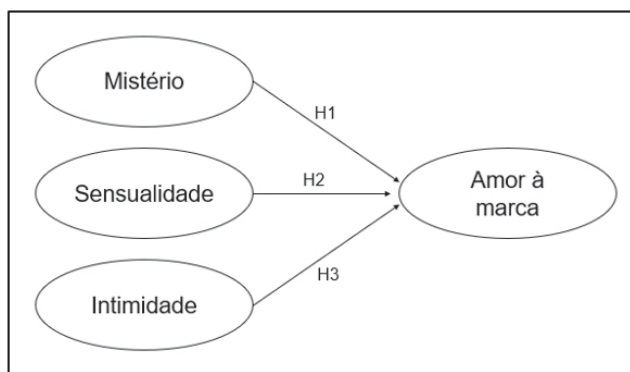 Mistério
H1
Sensualidade
H2
Amor à
marca
Intimidade
H3